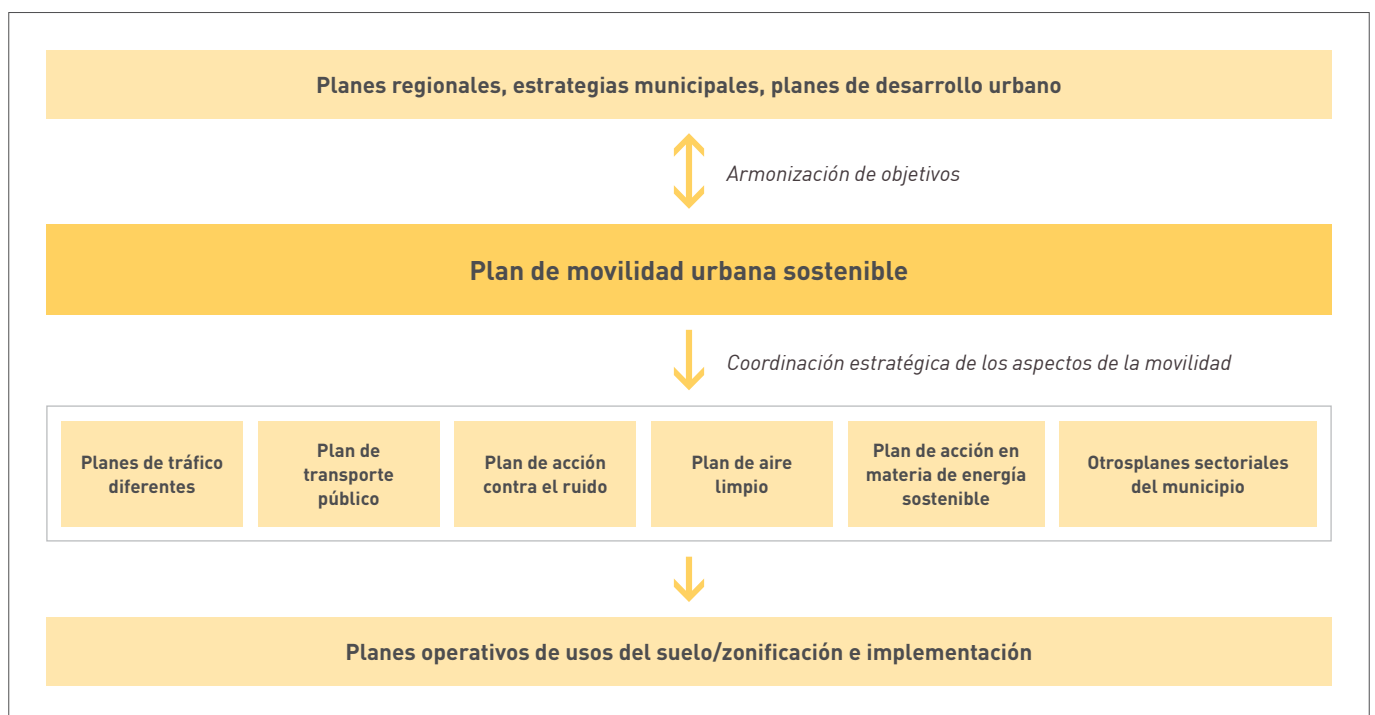 Planes regionales, estrategias municipales, planes de desarrollo urbano
Armonización de objetivos
Plan de movilidad urbana sostenible
Coordinación estratégica de los aspectos de la movilidad
Planes de tráfico
diferentes
Plan de
transporte
público
Plan de acción
contra el ruido
Plan de aire
limpio
Plan de acción en
materia de energía
sostenible
Otrosplanes sectoriales
del municipio
Planes operativos de usos del suelo/zonificación e implementación